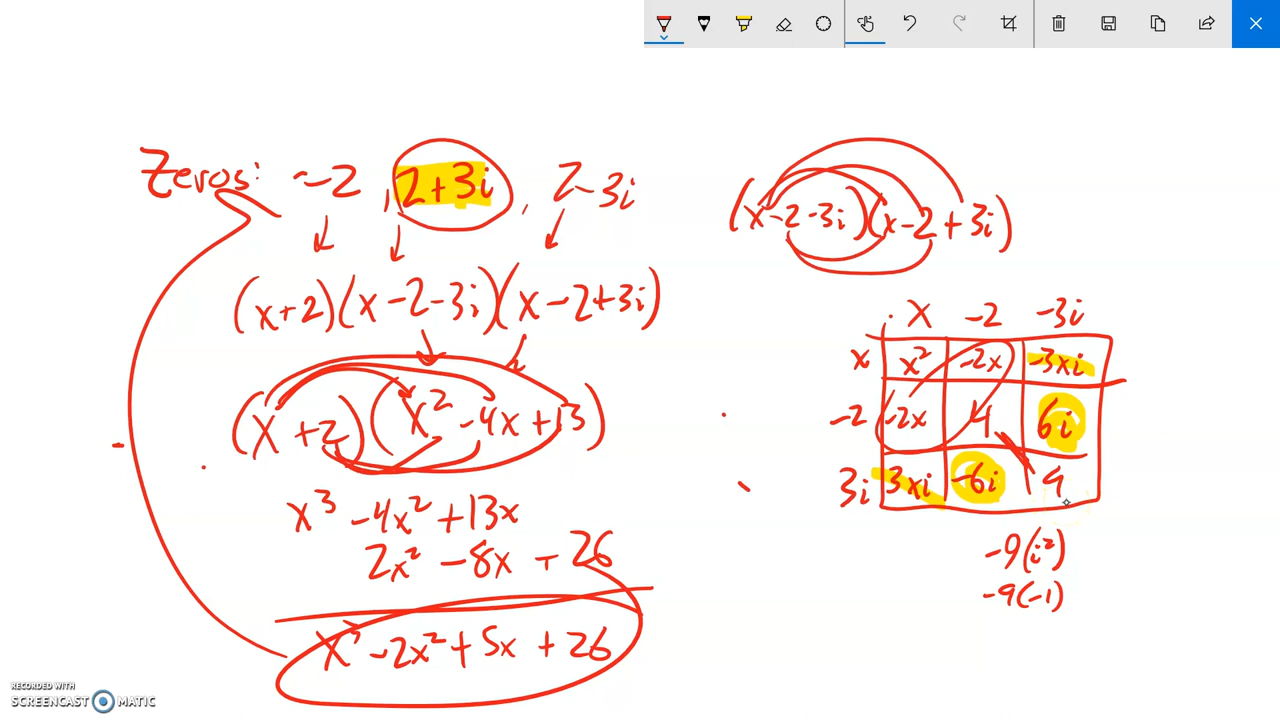 Zeros: -2, 2+3i, 2-3i
(x+2)(x-2-3i)(x-2+3i)
(x+2)(x²-4x+13)
x³-4x²+13x
2x²-8x+26
x³-2x²+5x+26
(x-2-3i)(x-2+3i)
x -2 -3i
x x² -2x -3xi
-2 -2x 4 6i
3i 3xi -6i 9
-9(i²)
-9(-1)
RECORDED WITH
SCREENCAST MATIC